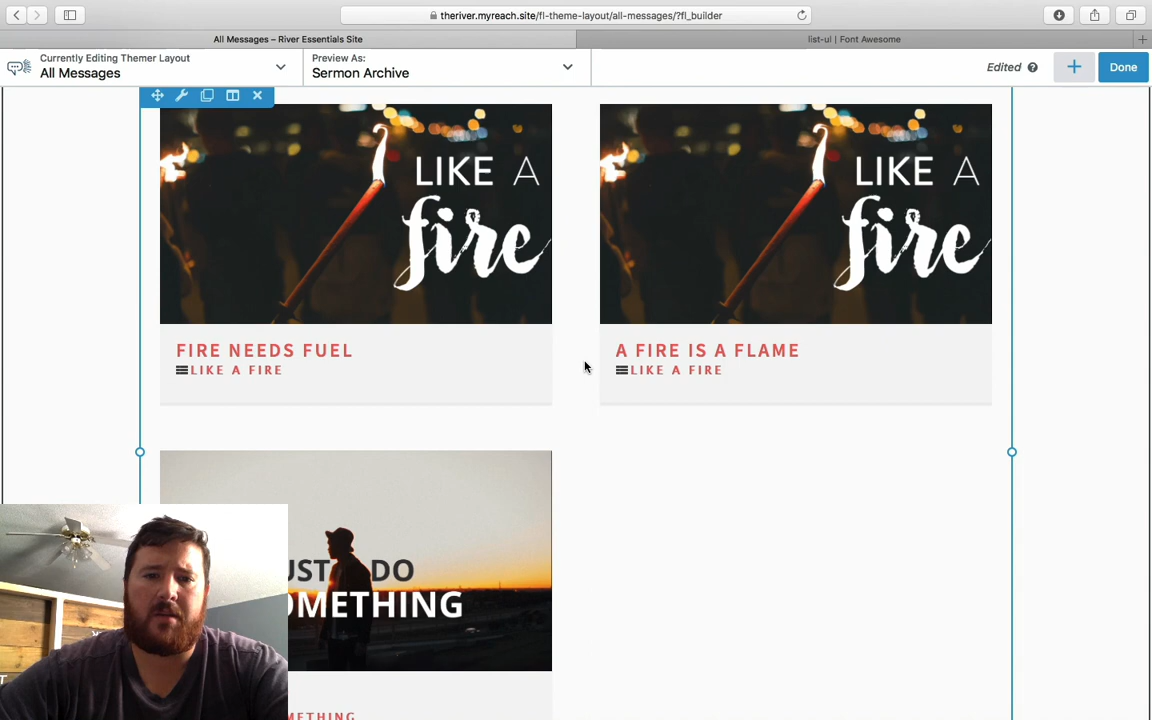 theriver.myreach.site/fl-theme-layout/all-messages/?fl_builder
All Messages – River Essentials Site
list-ul | Font Awesome
Currently Editing Themer Layout
All Messages
Preview As:
Sermon Archive
Edited
Done
LIKE A
fire
LIKE A
fire
FIRE NEEDS FUEL
LIKE A FIRE
A FIRE IS A FLAME
LIKE A FIRE
UST DO
OMETHING
METHING